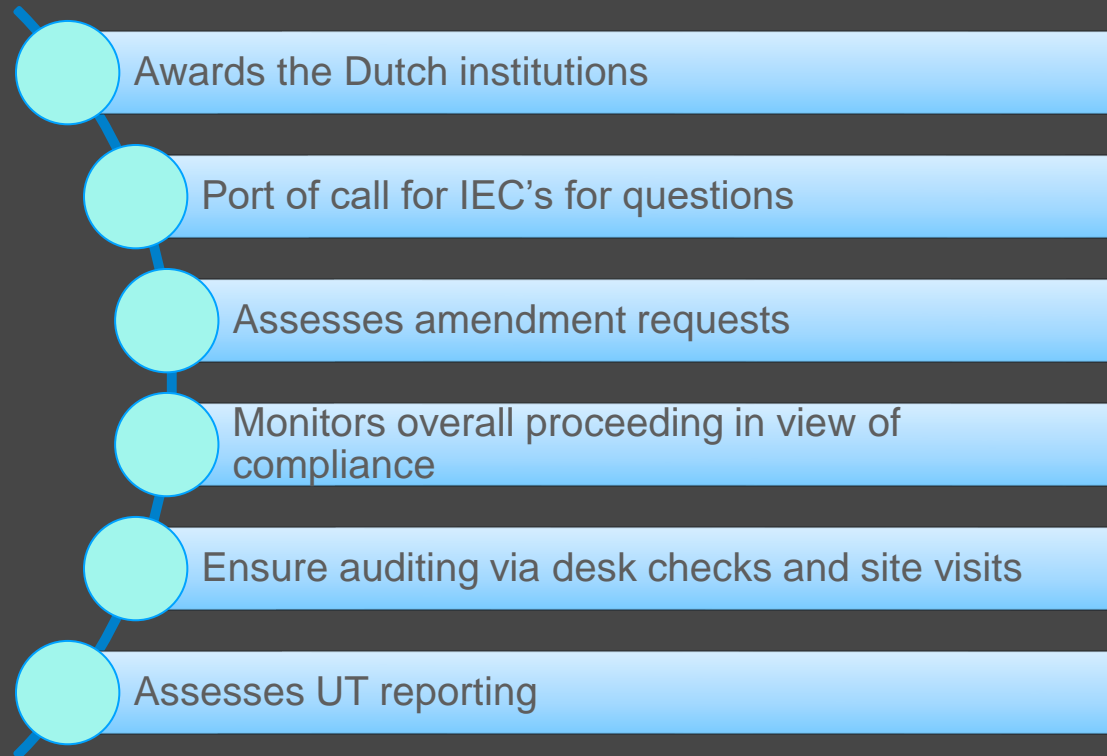 Awards the Dutch institutions
Port of call for IEC’s for questions
Assesses amendment requests
Monitors overall proceeding in view of
compliance
Ensure auditing via desk checks and site visits
Assesses UT reporting